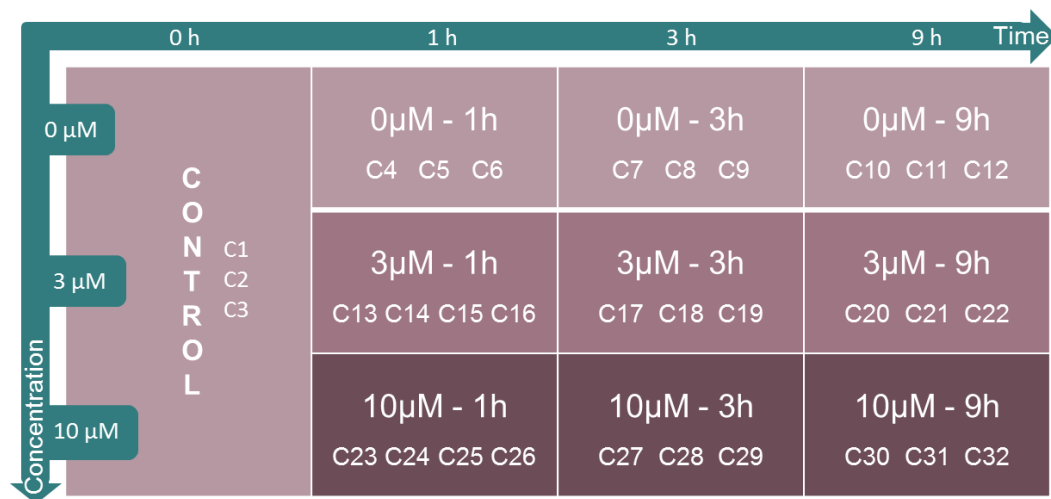 0 h 1 h 3 h 9 h Time
0 µM
3 µM
10 µM
Concentration
CONTROL
C1
C2
C3
0µM - 1h
C4 C5 C6
0µM - 3h
C7 C8 C9
0µM - 9h
C10 C11 C12
3µM - 1h
C13 C14 C15 C16
3µM - 3h
C17 C18 C19
3µM - 9h
C20 C21 C22
10µM - 1h
C23 C24 C25 C26
10µM - 3h
C27 C28 C29
10µM - 9h
C30 C31 C32